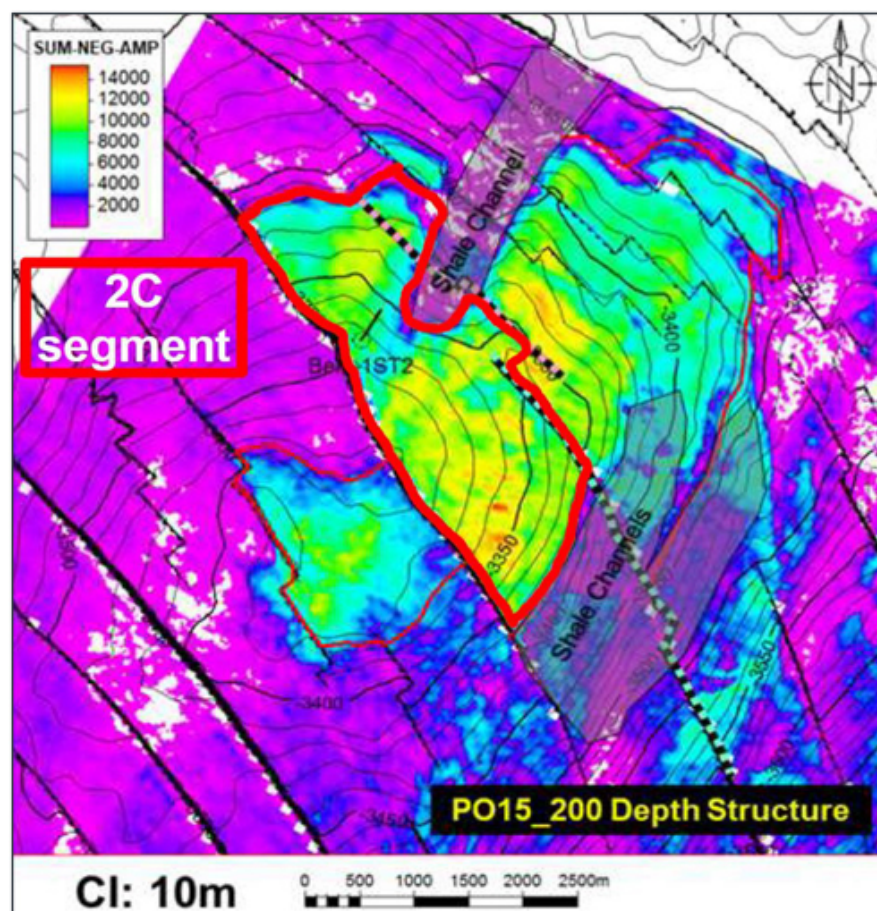 SUM-NEG-AMP
14000
12000
10000
8000
6000
4000
2000
N
Shale Channel
2C
segment
1ST2
-3400
-3350
Shale Channels
-3400
-3550
-3450
PO15_200 Depth Structure
CI: 10m
0 500 1000 1500 2000 2500m